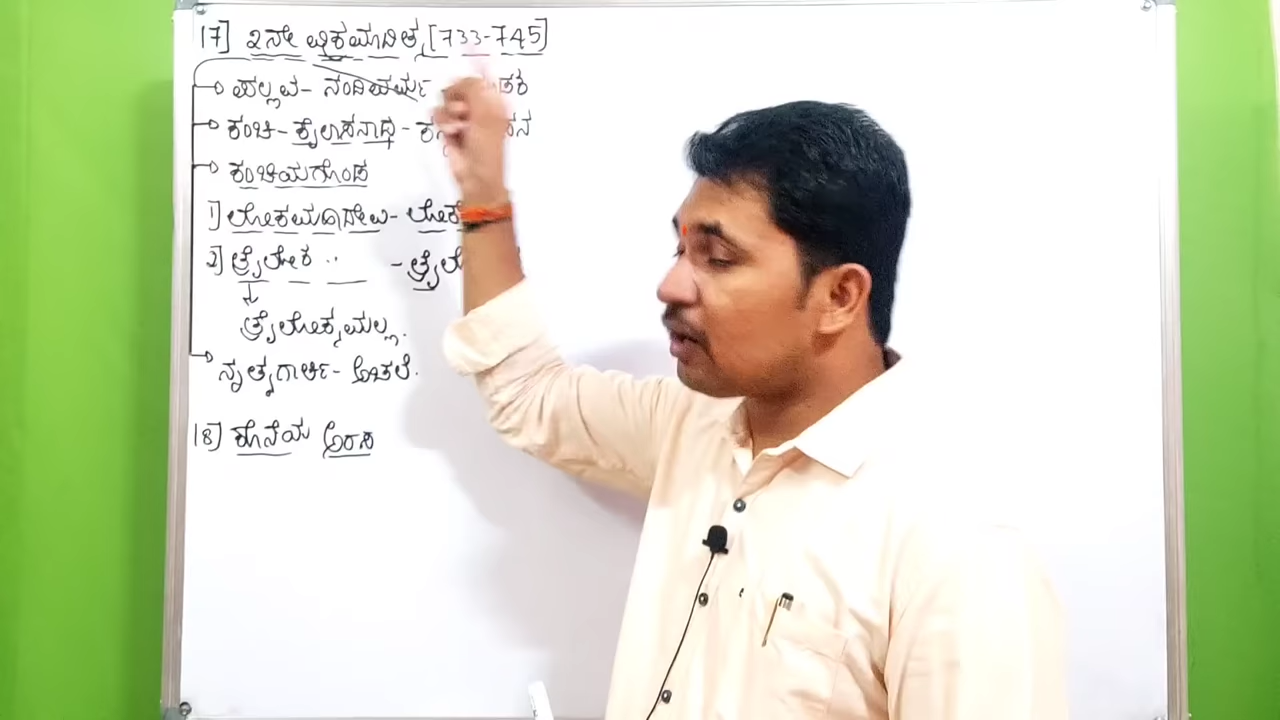 17] ೨ನೇ ವಿಕ್ರಮಾದಿತ್ಯ [733-745]
ಪಲ್ಲವ - ನಂದಿವರ್ಮ -
ಕಂಚಿ - ಕೈಲಾಸನಾಥ -
ಕಂಚಿಯಗೊಂಡ
1] ಲೋಕಮಹಾದೇವಿ -
2] ತ್ರೈಲೋಕ " -
ತ್ರೈಲೋಕ್ಯಮಲ್ಲ.
ನೃತ್ಯಗಾರ್ತಿ - ಅಚಲೆ.
18] ಕೊನೆಯ ಅರಸ